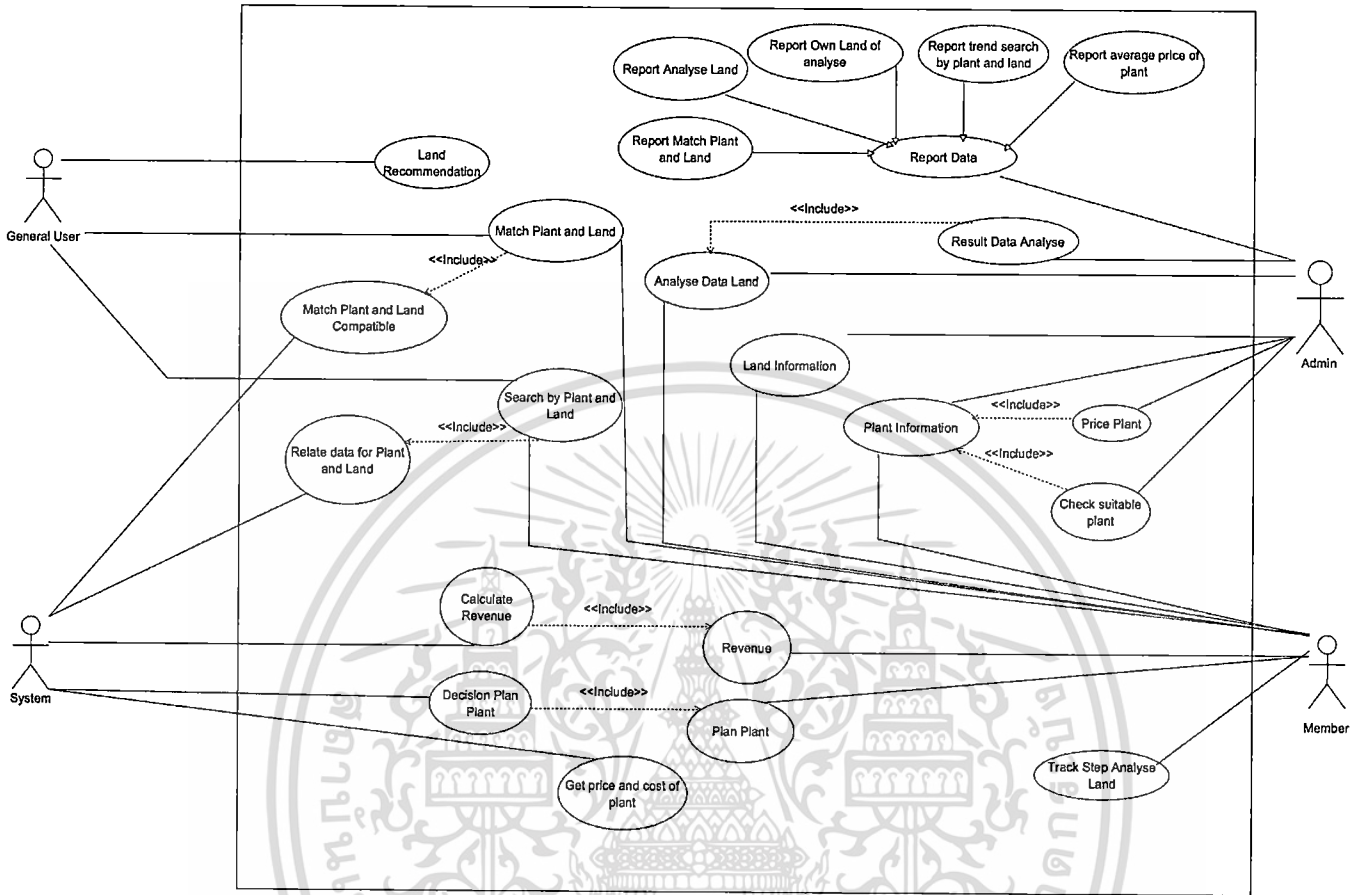 Report Analyse Land
Report Own Land of
analyse
Report trend search
by plant and land
Report average price of
plant
Report Match Plant
and Land
Report Data
Land
Recommendation
General User
Match Plant and Land
<<Include>>
Match Plant and Land
Compatible
<<Include>>
Result Data Analyse
Analyse Data Land
Admin
Land Information
Search by Plant and
Land
<<Include>>
Relate data for Plant
and Land
Plant Information
<<Include>>
Price Plant
<<Include>>
Check suitable
plant
Calculate
Revenue
<<Include>>
Revenue
System
Decision Plan
Plant
<<Include>>
Plan Plant
Member
Get price and cost of
plant
Track Step Analyse
Land